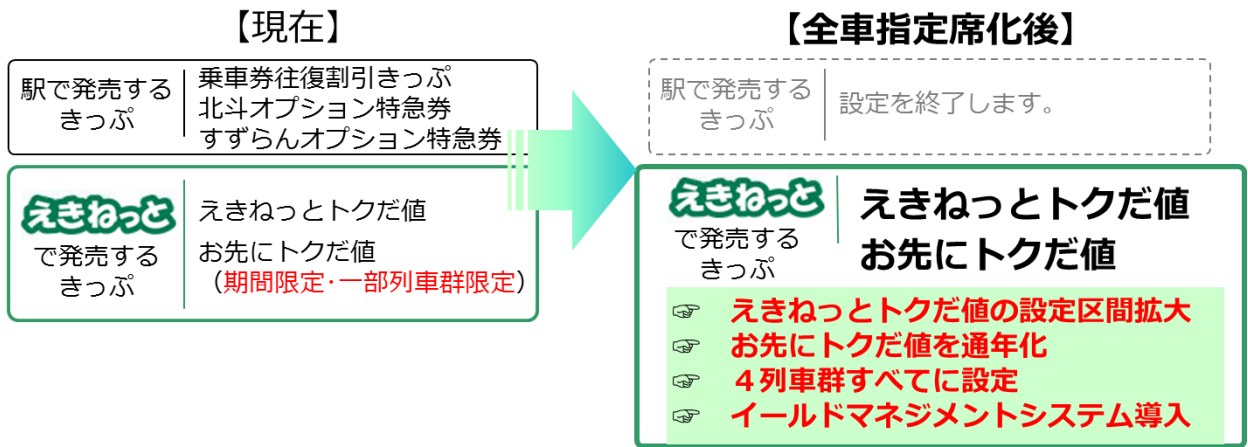 【現在】
駅で発売する
きっぷ
乗車券往復割引きっぷ
北斗オプション特急券
すずらんオプション特急券
えきねっと
で発売する
きっぷ
えきねっとトクだ値
お先にトクだ値
（期間限定･一部列車群限定）
【全車指定席化後】
駅で発売する
きっぷ
設定を終了します。
えきねっと
で発売する
きっぷ
えきねっとトクだ値
お先にトクだ値
☞ えきねっとトクだ値の設定区間拡大
☞ お先にトクだ値を通年化
☞ ４列車群すべてに設定
☞ イールドマネジメントシステム導入